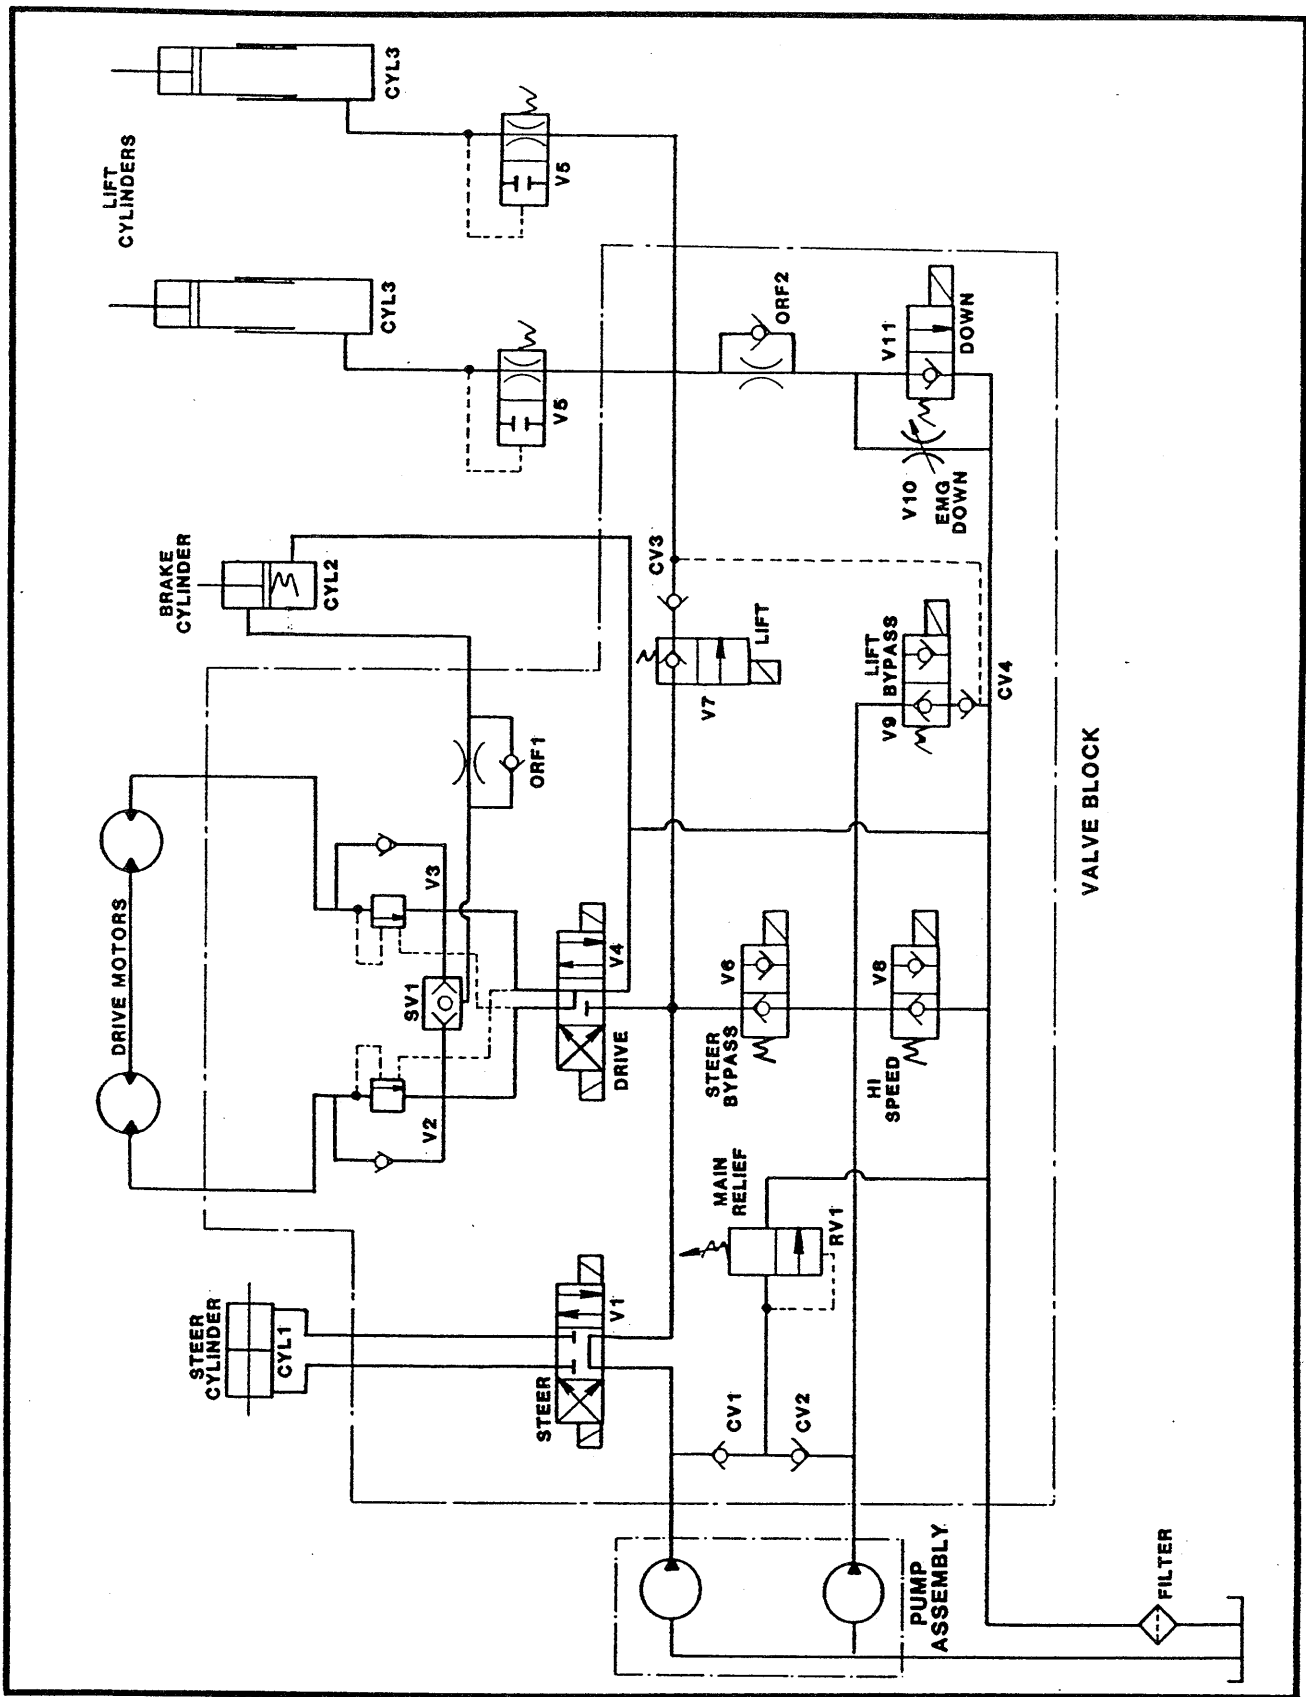 LIFT
CYLINDERS
CYL3
CYL3
V5
V5
BRAKE
CYLINDER
CYL2
ORF2
V11
DOWN
V10
EMG
DOWN
CV3
LIFT
V7
LIFT
BYPASS
V9
CV4
ORF1
DRIVE MOTORS
V3
SV1
V2
V4
DRIVE
V6
STEER
BYPASS
V8
HI
SPEED
VALVE BLOCK
MAIN
RELIEF
RV1
STEER
CYLINDER
CYL1
V1
STEER
CV1
CV2
PUMP
ASSEMBLY
FILTER